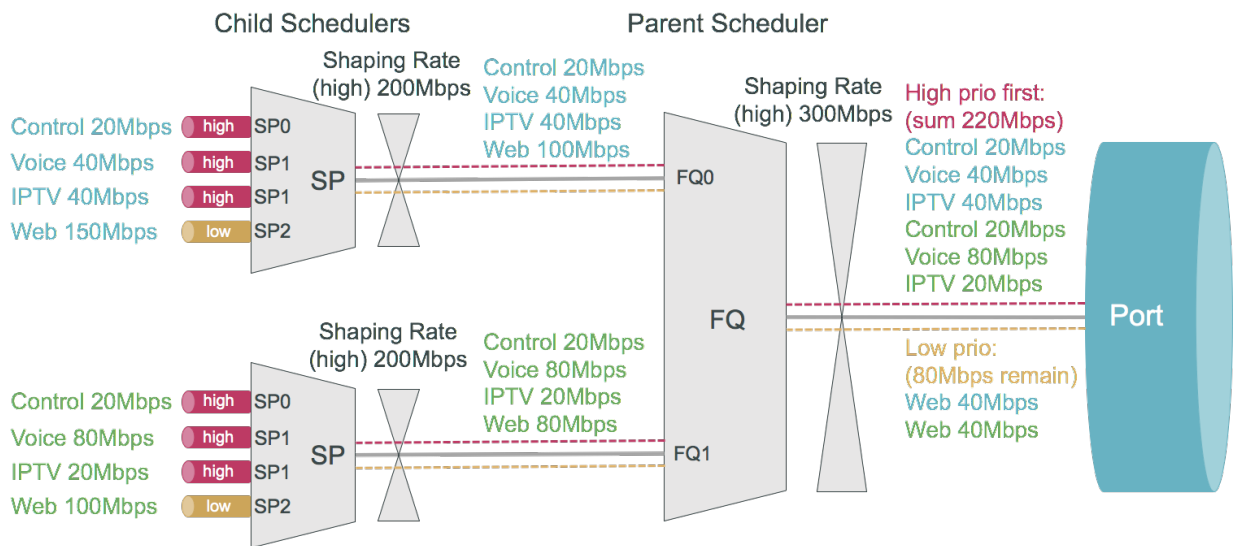 Child Schedulers
Parent Scheduler
Shaping Rate
(high) 200Mbps
Control 20Mbps
Voice 40Mbps
IPTV 40Mbps
Web 100Mbps
Shaping Rate
(high) 300Mbps
High prio first:
(sum 220Mbps)
Control 20Mbps
Voice 40Mbps
IPTV 40Mbps
Control 20Mbps
Voice 80Mbps
IPTV 20Mbps
Control 20Mbps high SP0
Voice 40Mbps high SP1
IPTV 40Mbps high SP1
Web 150Mbps low SP2
SP
FQ0
FQ
Port
Shaping Rate
(high) 200Mbps
Control 20Mbps
Voice 80Mbps
IPTV 20Mbps
Web 80Mbps
Low prio:
(80Mbps remain)
Web 40Mbps
Web 40Mbps
Control 20Mbps high SP0
Voice 80Mbps high SP1
IPTV 20Mbps high SP1
Web 100Mbps low SP2
SP
FQ1